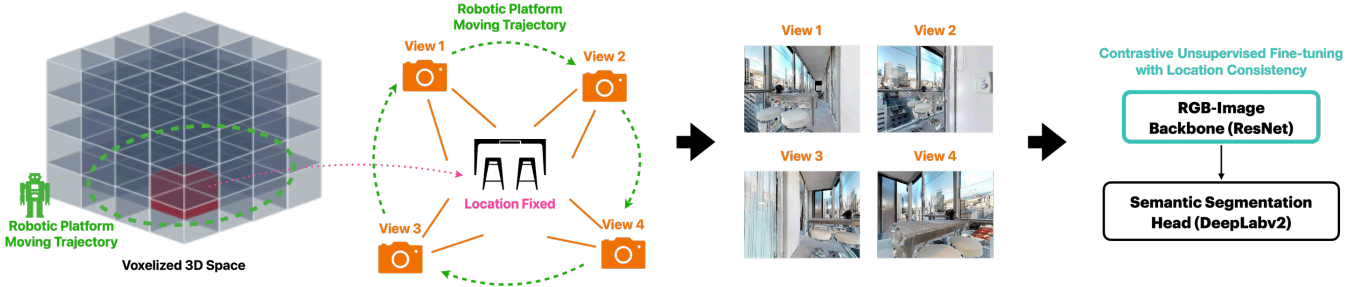 Robotic Platform
Moving Trajectory
Voxelized 3D Space
Robotic Platform
Moving Trajectory
View 1
View 2
Location Fixed
View 3
View 4
View 1
View 2
View 3
View 4
Contrastive Unsupervised Fine-tuning
with Location Consistency
RGB-Image
Backbone (ResNet)
Semantic Segmentation
Head (DeepLabv2)